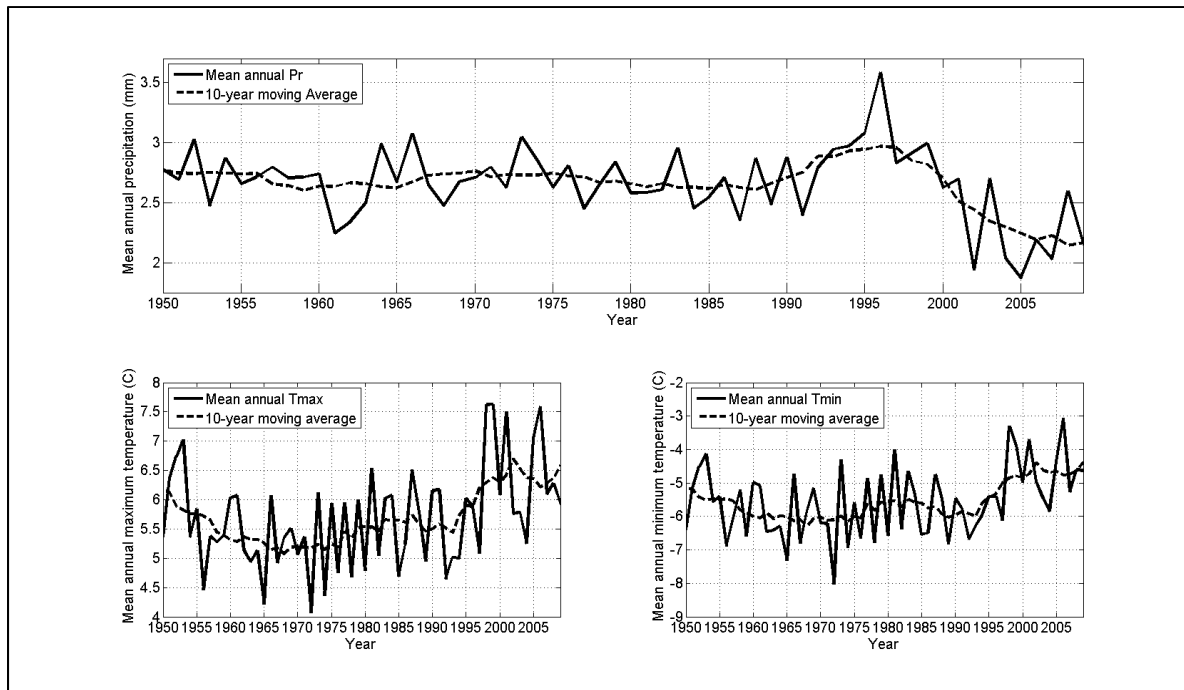 Mean annual precipitation (mm)
3.5
3
2.5
2
Mean annual Pr
10-year moving Average
1950 1955 1960 1965 1970 1975 1980 1985 1990 1995 2000 2005
Year
Mean annual maximum temperature (C)
8
7.5
7
6.5
6
5.5
5
4.5
4
Mean annual Tmax
10-year moving average
1950 1955 1960 1965 1970 1975 1980 1985 1990 1995 2000 2005
Year
Mean annual minimum temperature (C)
-2
-3
-4
-5
-6
-7
-8
-9
Mean annual Tmin
10-year moving average
1950 1955 1960 1965 1970 1975 1980 1985 1990 1995 2000 2005
Year